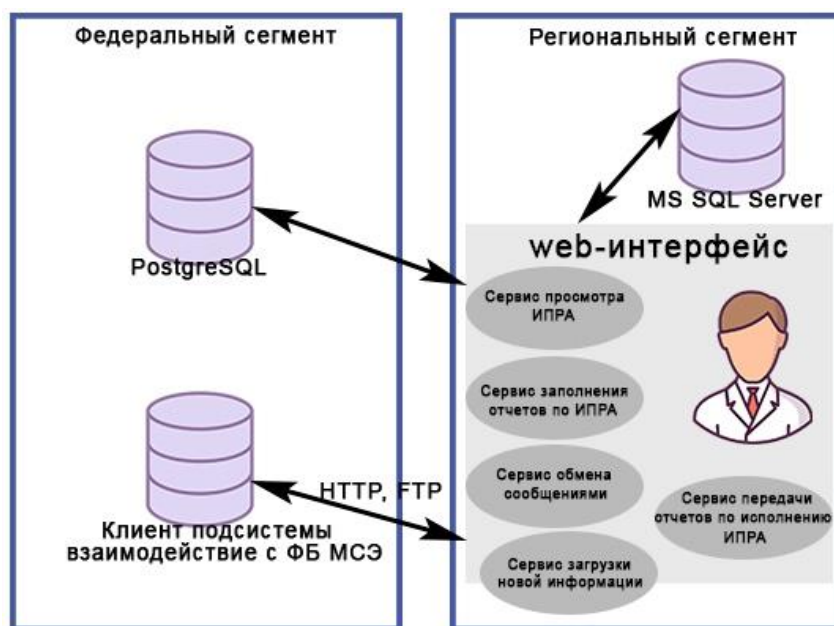 Федеральный сегмент
PostgreSQL
HTTP, FTP
Клиент подсистемы
взаимодействие с ФБ МСЭ
Региональный сегмент
MS SQL Server
web-интерфейс
Сервис просмотра
ИПРА
Сервис заполнения
отчетов по ИПРА
Сервис обмена
сообщениями
Сервис передачи
отчетов по исполнению
ИПРА
Сервис загрузки
новой информации